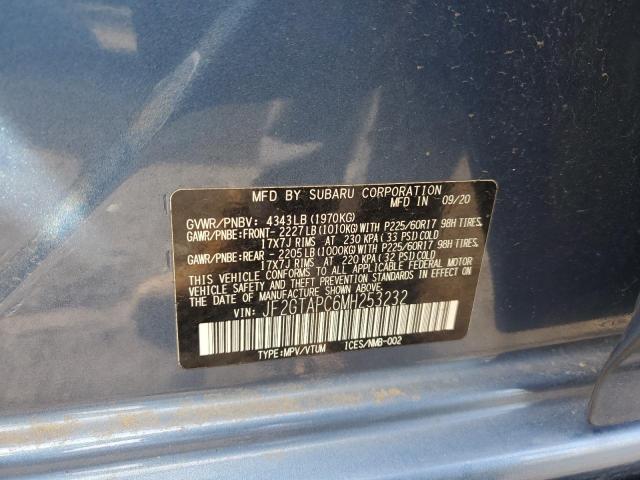 MFD BY SUBARU CORPORATION
MFD IN 09/20
GVWR/PNBV: 4343LB(1970KG)
GAWR/PNBE:FRONT- 2227LB(1010KG)WITH P225/60R17 98H TIRES,
17X7J RIMS AT 230 KPA(33 PSI)COLD
GAWR/PNBE:REAR - 2205LB(1000KG)WITH P225/60R17 98H TIRES,
17X7J RIMS AT 220 KPA(32 PSI)COLD
THIS VEHICLE CONFORMS TO ALL APPLICABLE FEDERAL MOTOR
VEHICLE SAFETY AND THEFT PREVENTION STANDARDS IN EFFECT
ON THE DATE OF MANUFACTURE SHOWN ABOVE.
VIN: JF2GTAPC6MH253232
TYPE:MPV/VTUM ICES/NMB-002